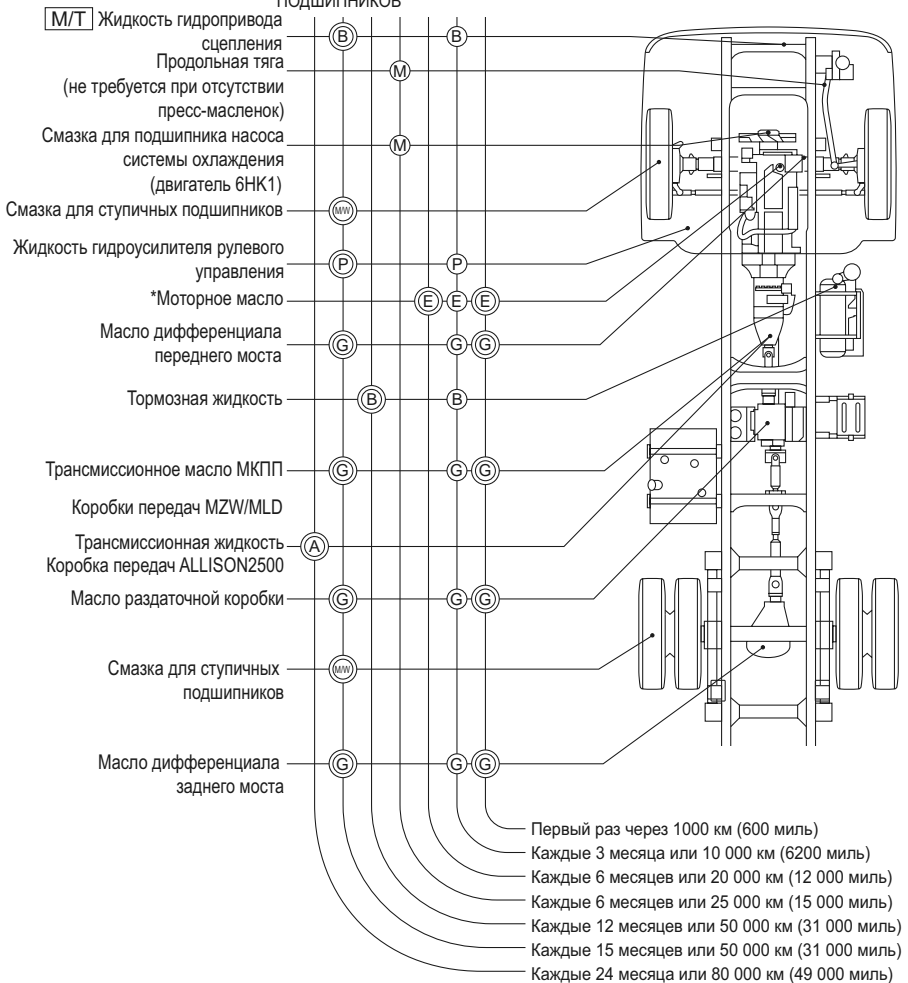 ПОДШИПНИКОВ
M/T Жидкость гидропривода
сцепления
B B
Продольная тяга
(не требуется при отсутствии
пресс-масленок)
M
Смазка для подшипника насоса
системы охлаждения
(двигатель 6HK1)
M
Смазка для ступичных подшипников
M/W
Жидкость гидроусилителя рулевого
управления
P P
*Моторное масло
E E E
Масло дифференциала
переднего моста
G G G
Тормозная жидкость
B B
Трансмиссионное масло МКПП
G G G
Коробки передач MZW/MLD
Трансмиссионная жидкость
Коробка передач ALLISON2500
A
Масло раздаточной коробки
G G G
Смазка для ступичных
подшипников
M/W
Масло дифференциала
заднего моста
G G G
Первый раз через 1000 км (600 миль)
Каждые 3 месяца или 10 000 км (6200 миль)
Каждые 6 месяцев или 20 000 км (12 000 миль)
Каждые 6 месяцев или 25 000 км (15 000 миль)
Каждые 12 месяцев или 50 000 км (31 000 миль)
Каждые 15 месяцев или 50 000 км (31 000 миль)
Каждые 24 месяца или 80 000 км (49 000 миль)